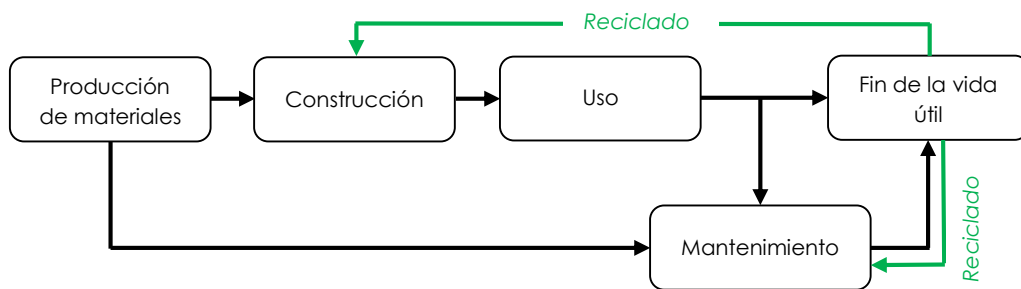 Reciclado
Producción
de materiales
Construcción
Uso
Fin de la vida
útil
Mantenimiento
Reciclado